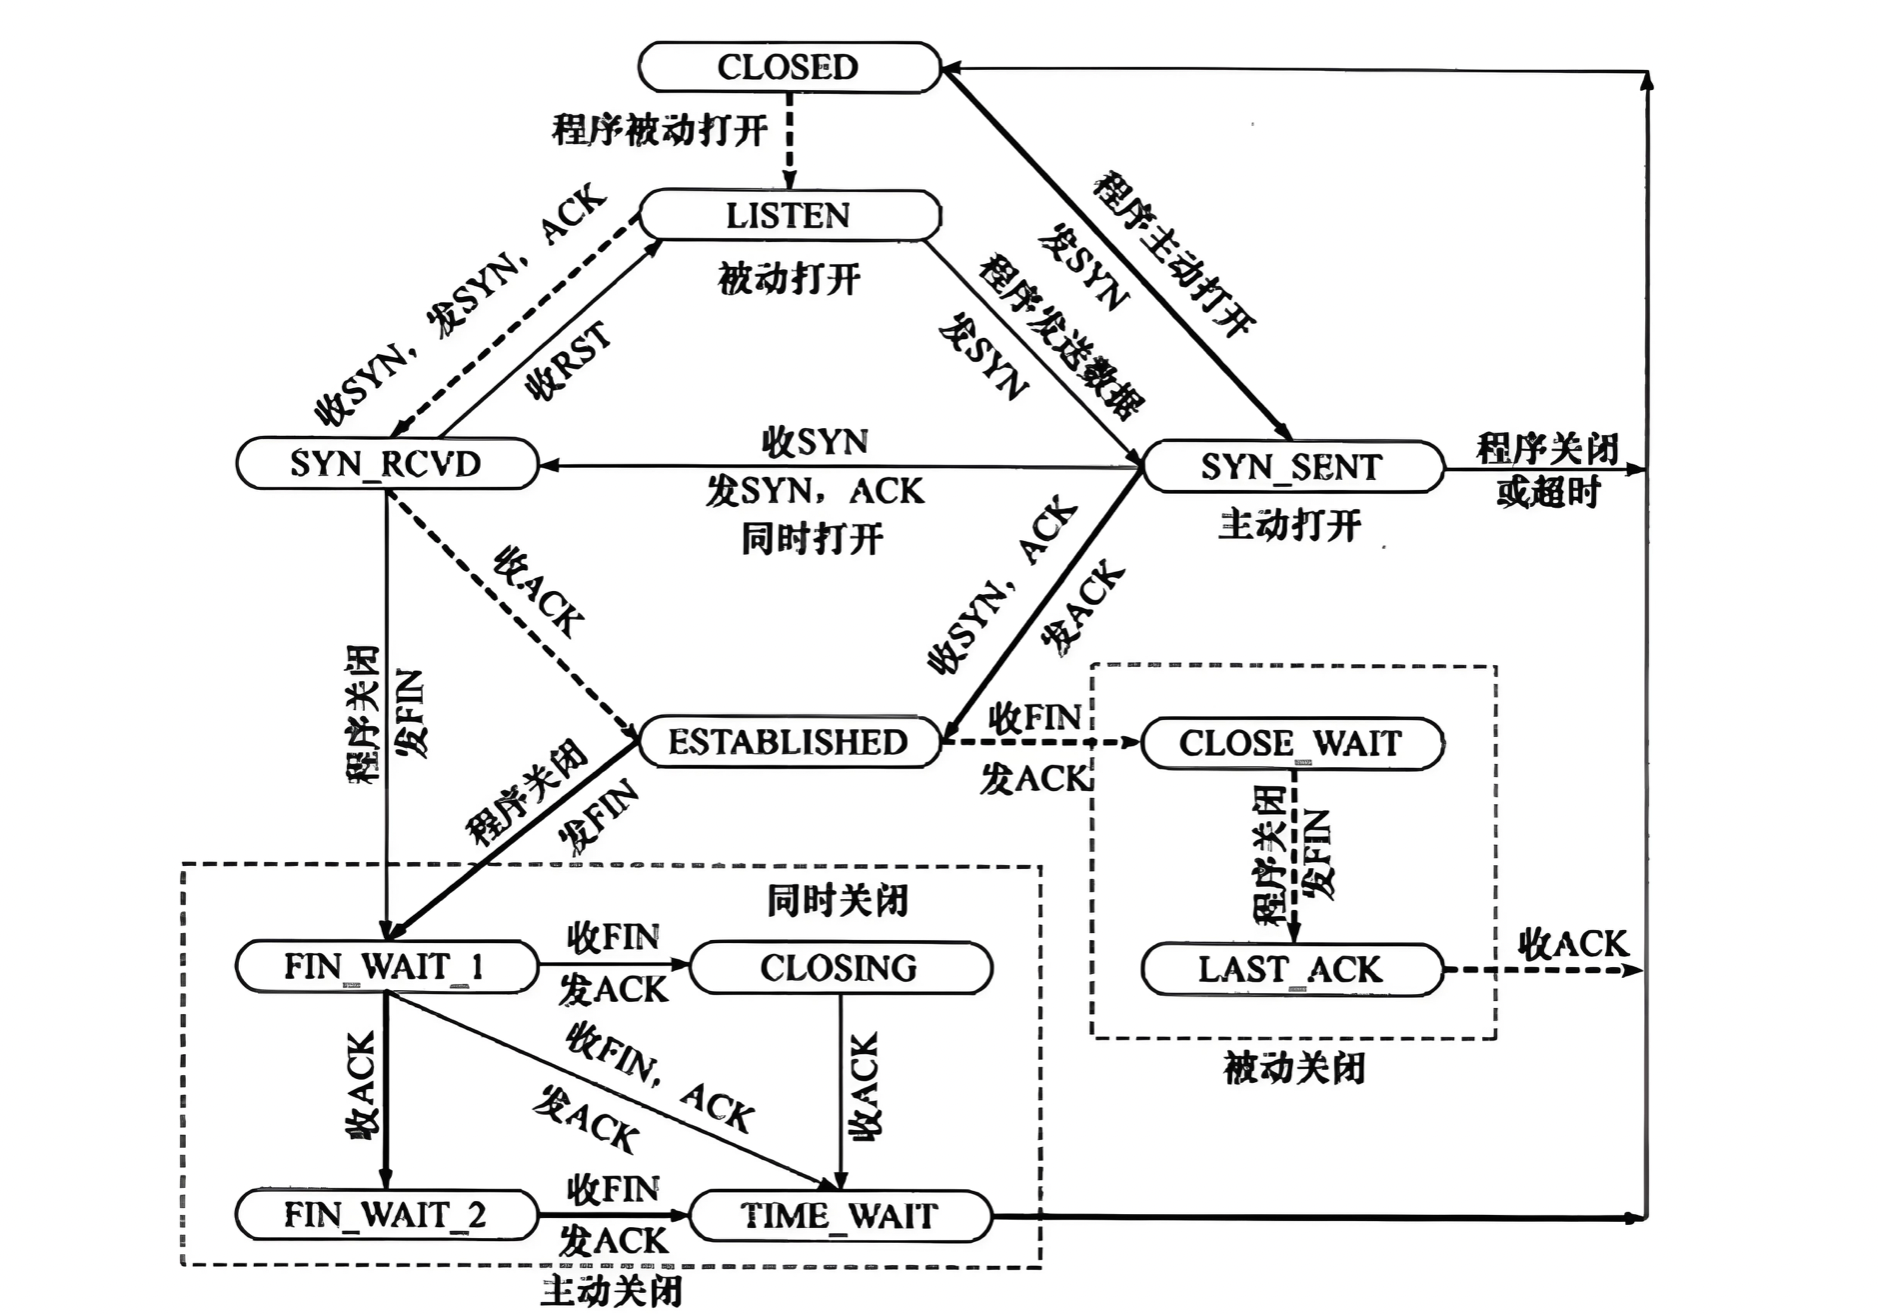 CLOSED
程序被动打开
LISTEN
被动打开
收SYN，发SYN，ACK
收RST
程序主动打开
发SYN
程序发送数据
发SYN
SYN_RCVD
收SYN
发SYN，ACK
同时打开
SYN_SENT
主动打开
程序关闭
或超时
收ACK
收SYN，ACK
发ACK
程序关闭
发FIN
ESTABLISHED
收FIN
发ACK
CLOSE_WAIT
程序关闭
发FIN
程序关闭
发FIN
同时关闭
FIN_WAIT_1
收FIN
发ACK
CLOSING
LAST_ACK
收ACK
被动关闭
收ACK
收FIN，ACK
发ACK
收ACK
FIN_WAIT_2
收FIN
发ACK
TIME_WAIT
主动关闭